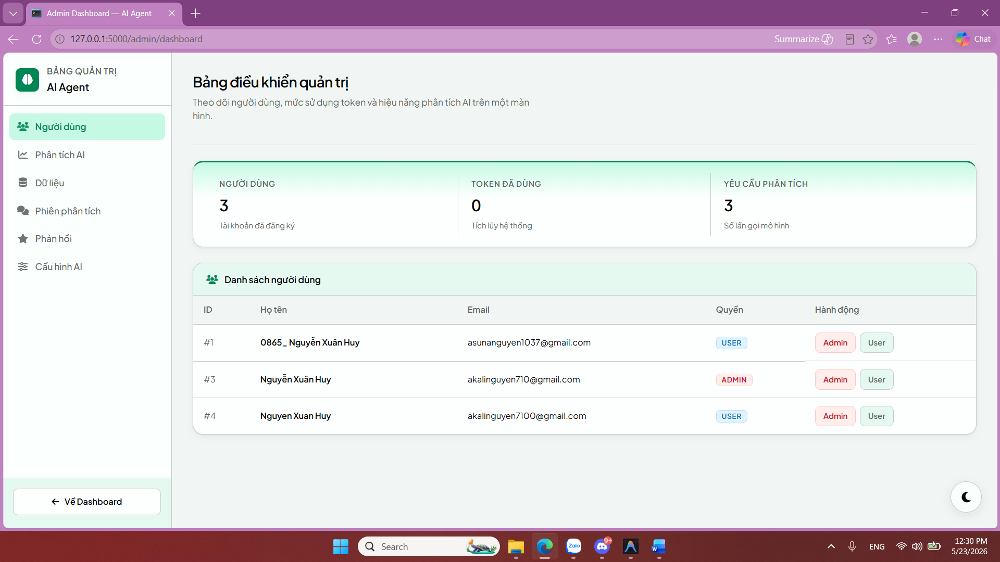 Admin Dashboard — AI Agent
127.0.0.1:5000/admin/dashboard
Summarize
Chat
BẢNG QUẢN TRỊ
AI Agent
Người dùng
Phân tích AI
Dữ liệu
Phiên phân tích
Phản hồi
Cấu hình AI
Về Dashboard
Bảng điều khiển quản trị
Theo dõi người dùng, mức sử dụng token và hiệu năng phân tích AI trên một màn
hình.
NGƯỜI DÙNG
3
Tài khoản đã đăng ký
TOKEN ĐÃ DÙNG
0
Tích lũy hệ thống
YÊU CẦU PHÂN TÍCH
3
Số lần gọi mô hình
Danh sách người dùng
ID Họ tên Email Quyền Hành động
#1 0865_ Nguyễn Xuân Huy asunanguyen1037@gmail.com USER Admin User
#3 Nguyễn Xuân Huy akalinguyen710@gmail.com ADMIN Admin User
#4 Nguyen Xuan Huy akalinguyen7100@gmail.com USER Admin User
Search
Zalo
9+
W
ENG
12:30 PM
5/23/2026